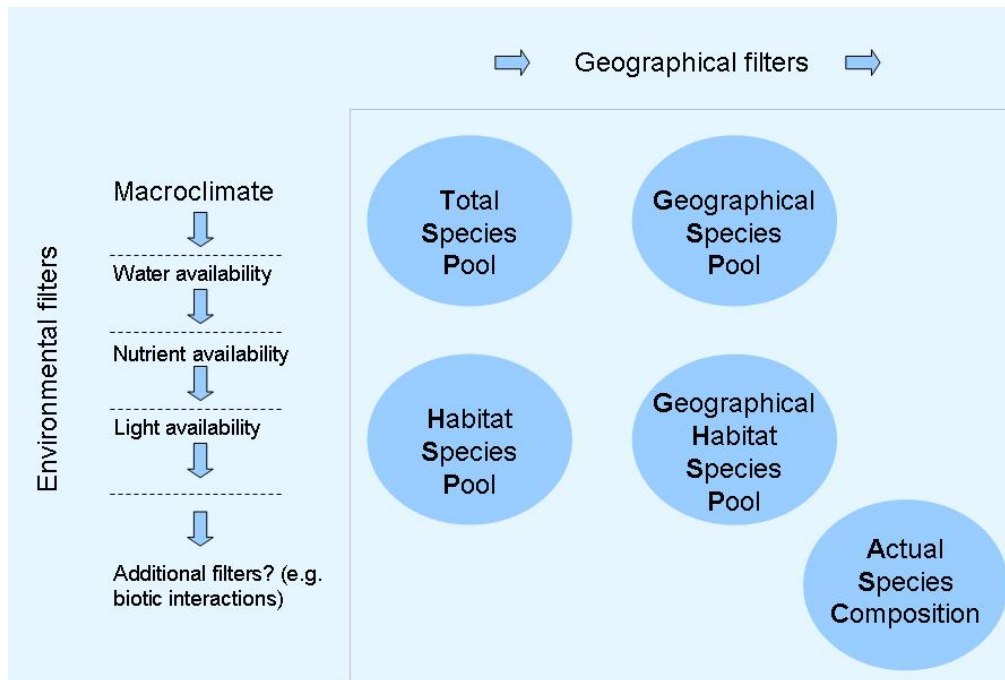 Geographical filters
Environmental filters
Macroclimate
Water availability
Nutrient availability
Light availability
Additional filters? (e.g.
biotic interactions)
Total
Species
Pool
Geographical
Species
Pool
Habitat
Species
Pool
Geographical
Habitat
Species
Pool
Actual
Species
Composition